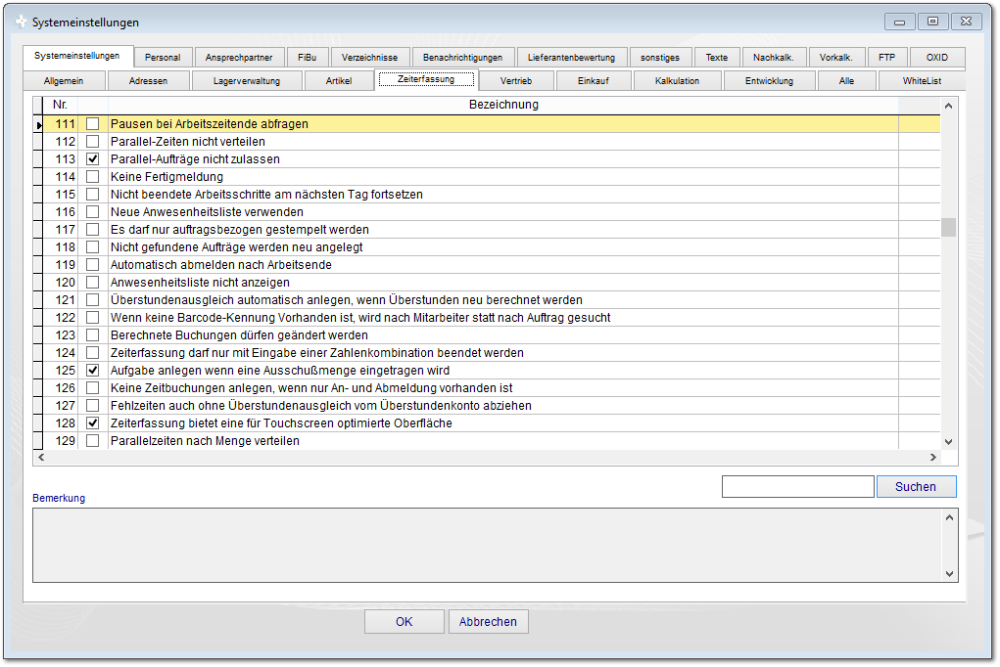 Systemeinstellungen
Systemeinstellungen Personal Ansprechpartner FiBu Verzeichnisse Benachrichtigungen Lieferantenbewertung sonstiges Texte Nachkalk. Vorkalk. FTP OXID
Allgemein Adressen Lagerverwaltung Artikel Zeiterfassung Vertrieb Einkauf Kalkulation Entwicklung Alle WhiteList
Nr. Bezeichnung
111 Pausen bei Arbeitszeitende abfragen
112 Parallel-Zeiten nicht verteilen
113 Parallel-Aufträge nicht zulassen
114 Keine Fertigmeldung
115 Nicht beendete Arbeitsschritte am nächsten Tag fortsetzen
116 Neue Anwesenheitsliste verwenden
117 Es darf nur auftragsbezogen gestempelt werden
118 Nicht gefundene Aufträge werden neu angelegt
119 Automatisch abmelden nach Arbeitsende
120 Anwesenheitsliste nicht anzeigen
121 Überstundenausgleich automatisch anlegen, wenn Überstunden neu berechnet werden
122 Wenn keine Barcode-Kennung Vorhanden ist, wird nach Mitarbeiter statt nach Auftrag gesucht
123 Berechnete Buchungen dürfen geändert werden
124 Zeiterfassung darf nur mit Eingabe einer Zahlenkombination beendet werden
125 Aufgabe anlegen wenn eine Ausschußmenge eingetragen wird
126 Keine Zeitbuchungen anlegen, wenn nur An- und Abmeldung vorhanden ist
127 Fehlzeiten auch ohne Überstundenausgleich vom Überstundenkonto abziehen
128 Zeiterfassung bietet eine für Touchscreen optimierte Oberfläche
129 Parallelzeiten nach Menge verteilen
Suchen
Bemerkung
OK Abbrechen